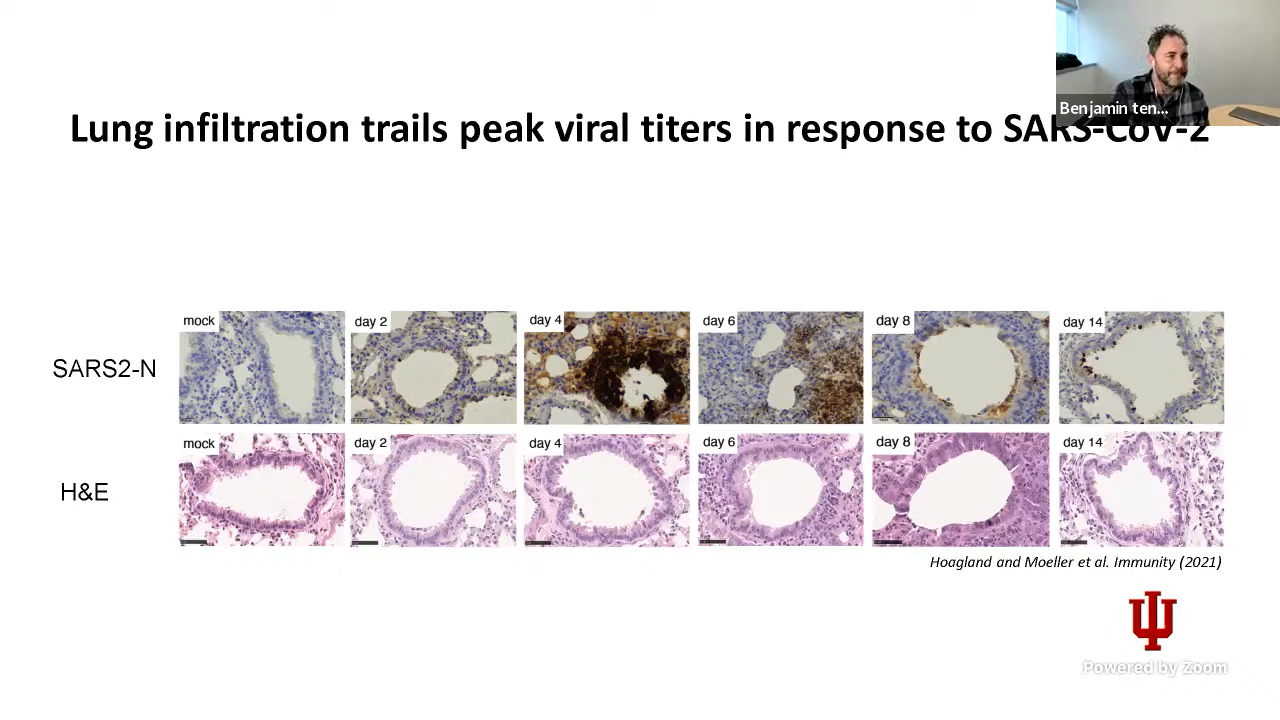 Benjamin ten...
Lung infiltration trails peak viral titers in response to SARS-CoV-2
SARS2-N
mock
day 2
day 4
day 6
day 8
day 14
H&E
mock
day 2
day 4
day 6
day 8
day 14
Hoagland and Moeller et al. Immunity (2021)
Powered by Zoom